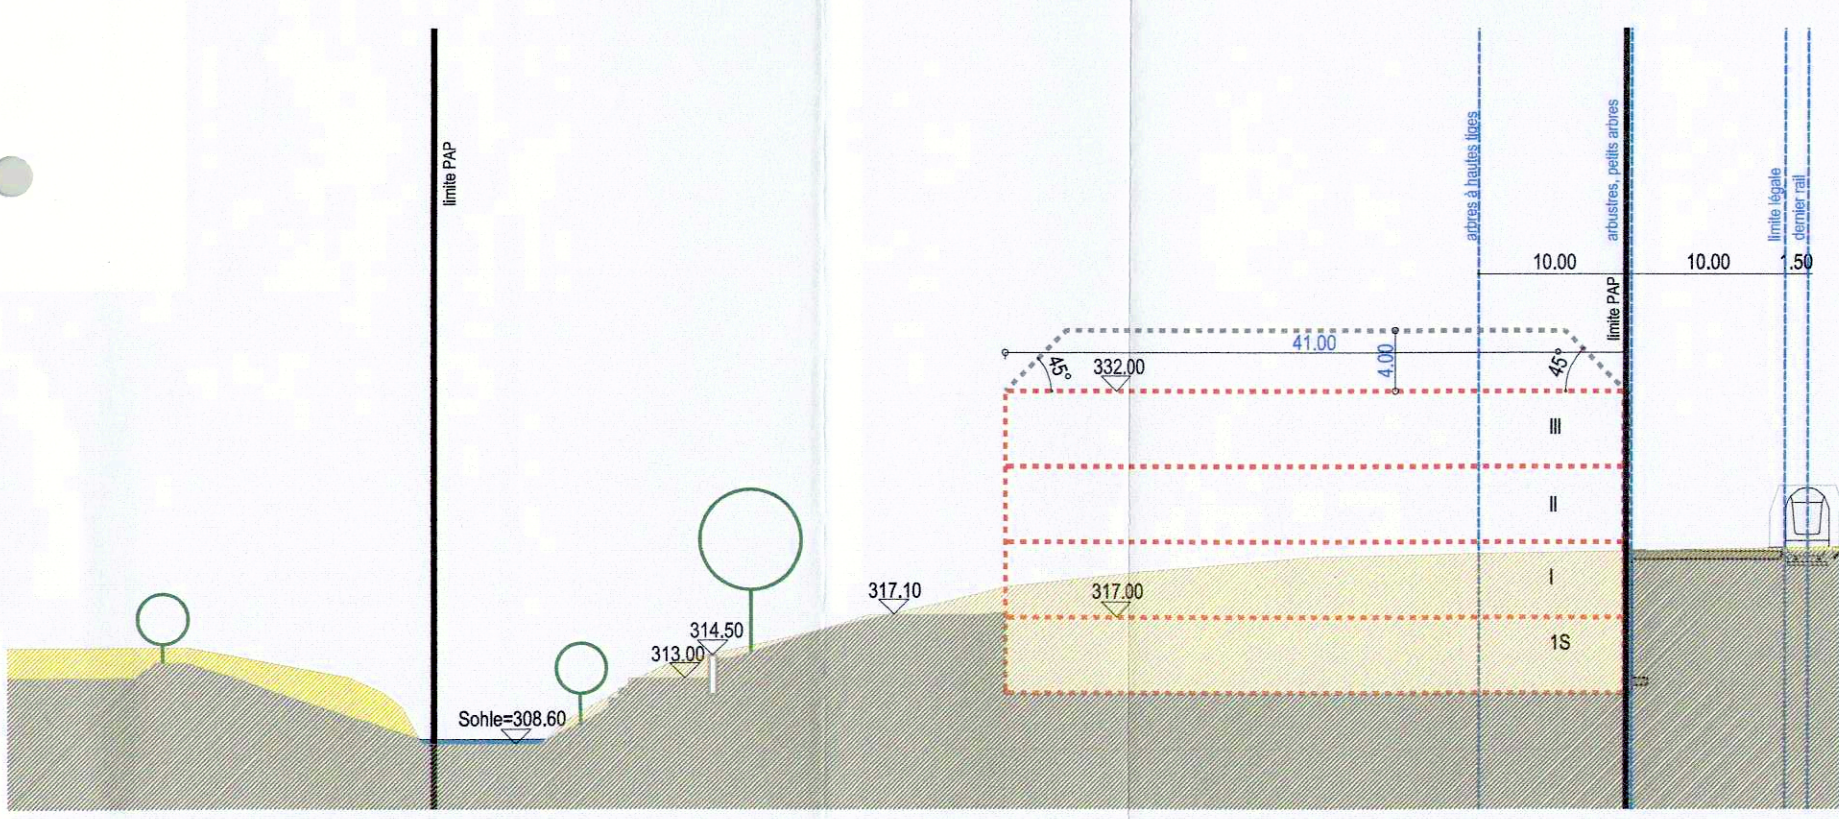 limite PAP
arbres à hautes tiges
arbustres, petits arbres
limite légale
dernier rail
10.00
10.00
1.50
limite PAP
41.00
4.00
45°
45°
332.00
III
II
I
317.10
317.00
314.50
313.00
1S
Sohle=308.60